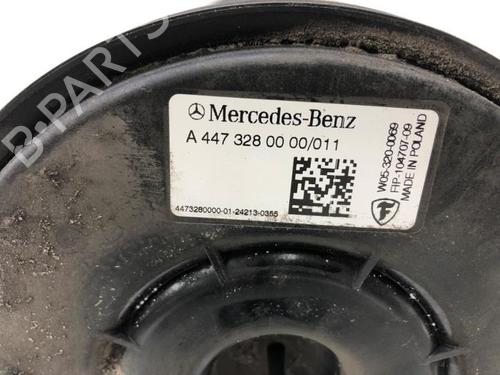 B-PARTS
Mercedes-Benz
A 447 328 00 00/011
4473280000-01-24213-0355
W05-320-0069
FIP-104707-09
MADE IN POLAND
F